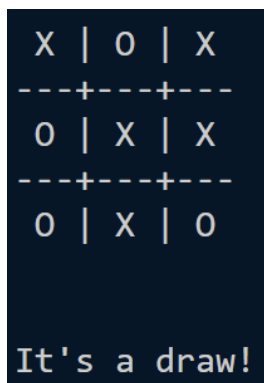 X | O | X
---+---+---
O | X | X
---+---+---
O | X | O
It's a draw!